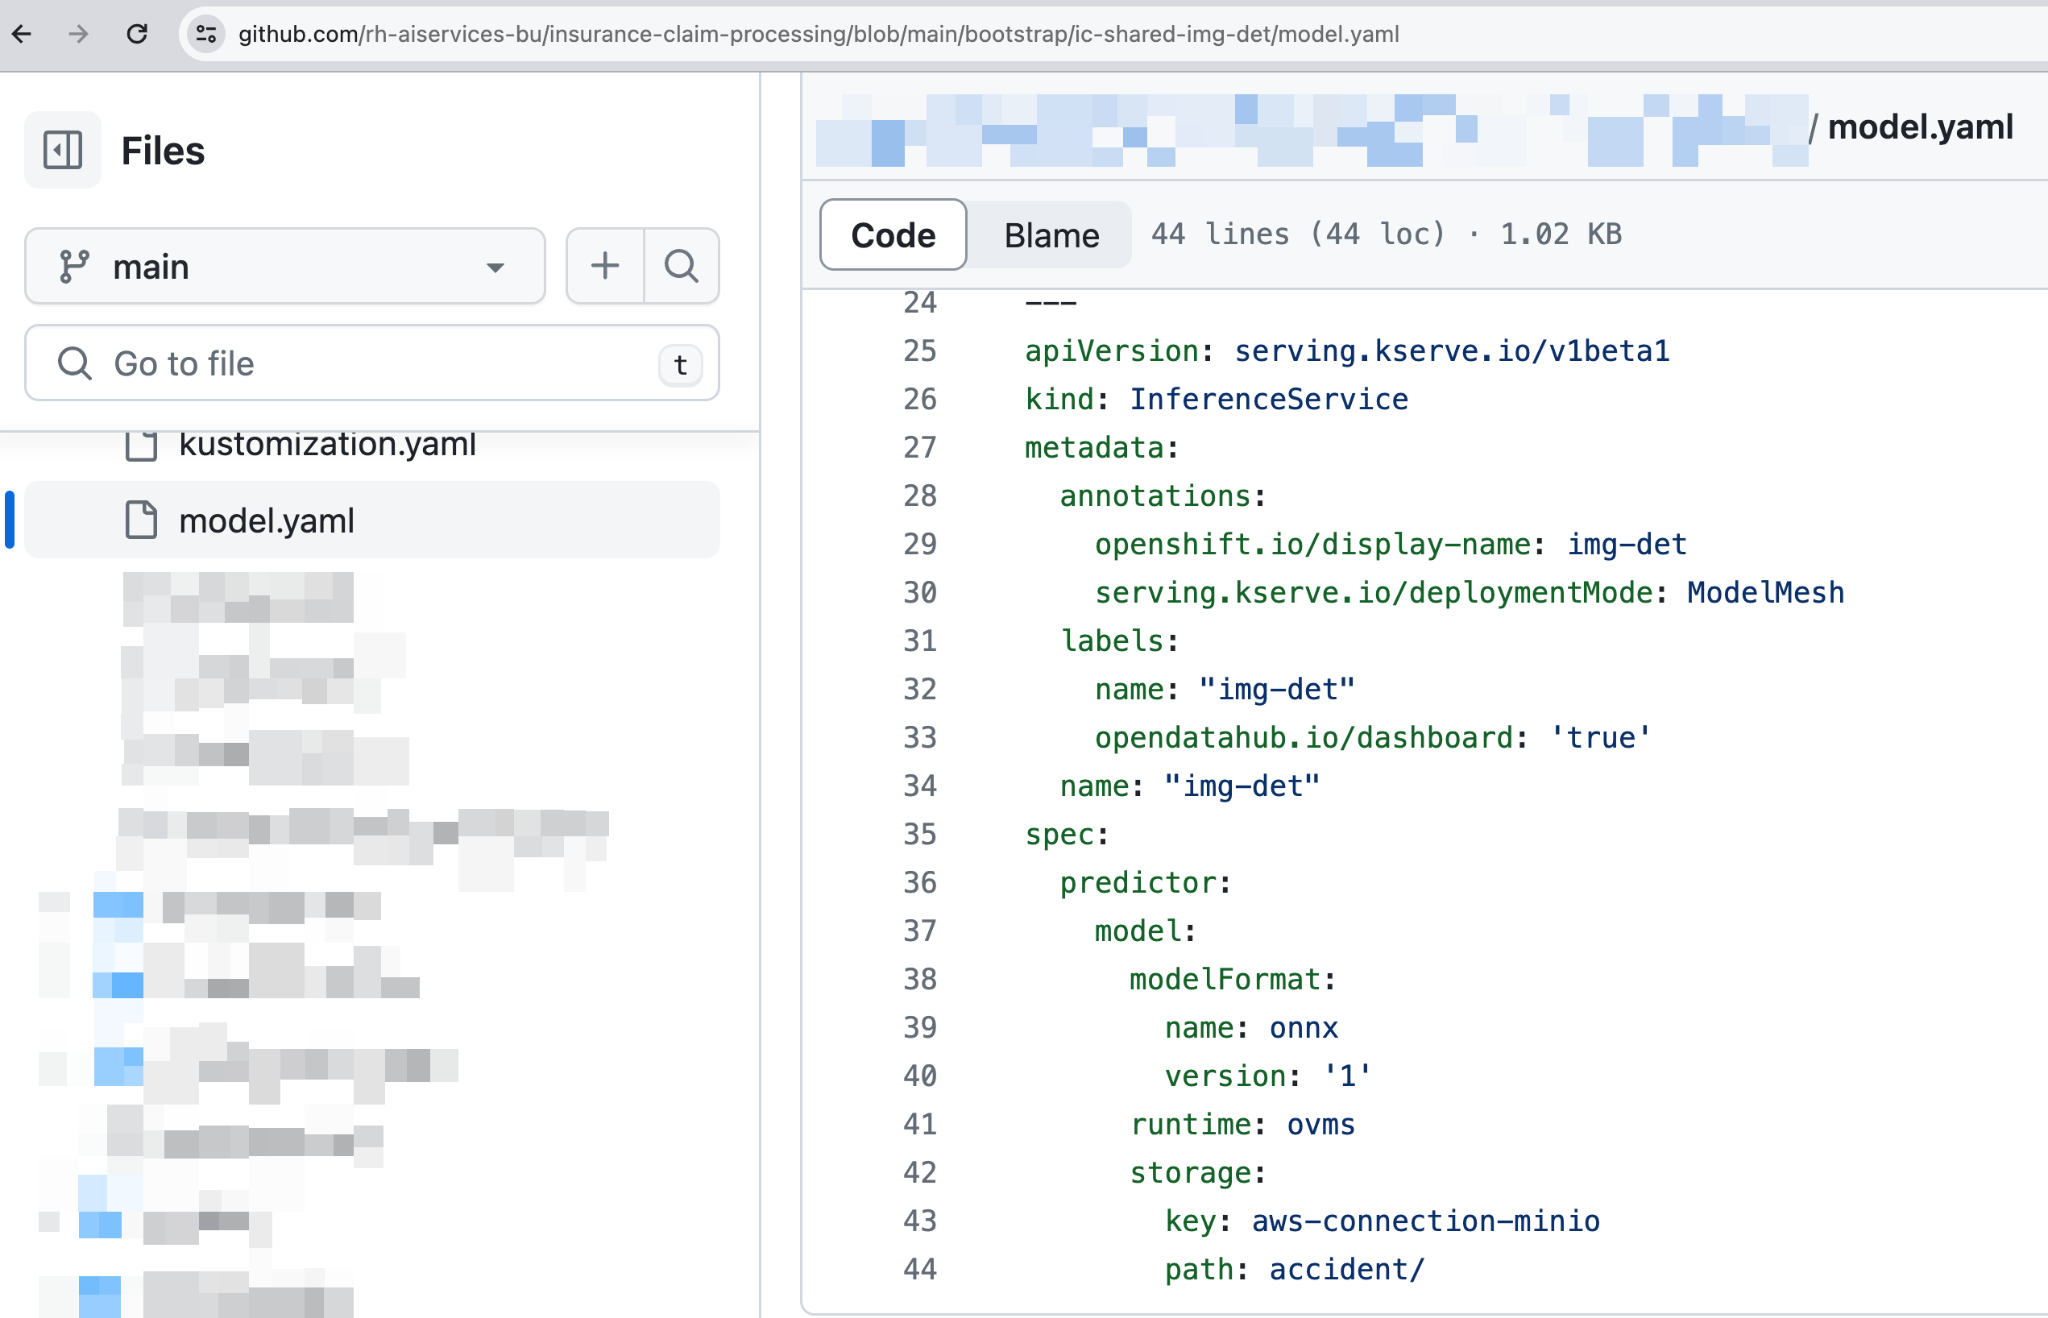 github.com/rh-aiservices-bu/insurance-claim-processing/blob/main/bootstrap/ic-shared-img-det/model.yaml
Files
main
Go to file
t
kustomization.yaml
model.yaml
/ model.yaml
Code Blame 44 lines (44 loc) · 1.02 KB
24 ---
25 apiVersion: serving.kserve.io/v1beta1
26 kind: InferenceService
27 metadata:
28   annotations:
29     openshift.io/display-name: img-det
30     serving.kserve.io/deploymentMode: ModelMesh
31   labels:
32     name: "img-det"
33     opendatahub.io/dashboard: 'true'
34   name: "img-det"
35 spec:
36   predictor:
37     model:
38       modelFormat:
39         name: onnx
40         version: '1'
41       runtime: ovms
42       storage:
43         key: aws-connection-minio
44         path: accident/